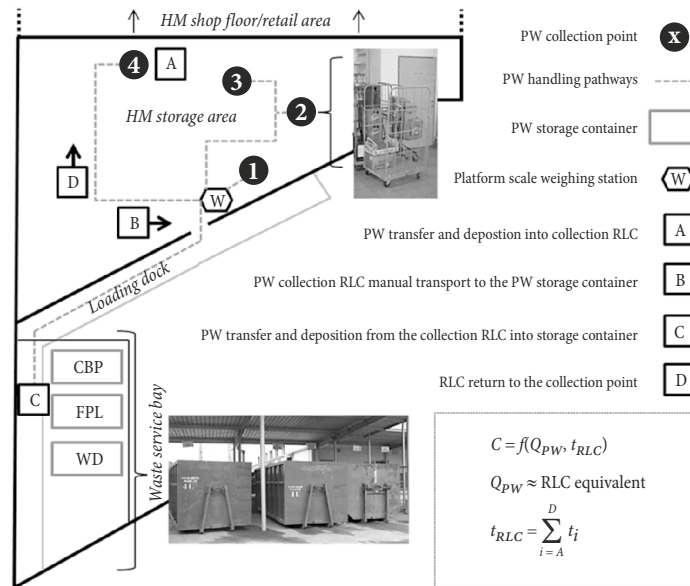 HM shop floor/retail area
4
A
3
HM storage area
2
D
1
W
B
Loading dock
CBP
C
FPL
WD
Waste service bay
11
PW collection point
x
PW handling pathways
PW storage container
Platform scale weighing station
W
PW transfer and depostion into collection RLC
A
PW collection RLC manual transport to the PW storage container
B
PW transfer and deposition from the collection RLC into storage container
C
RLC return to the collection point
D
C = f(Q_PW, t_RLC)
Q_PW ≈ RLC equivalent
t_RLC = ∑ t_i
D
i = A